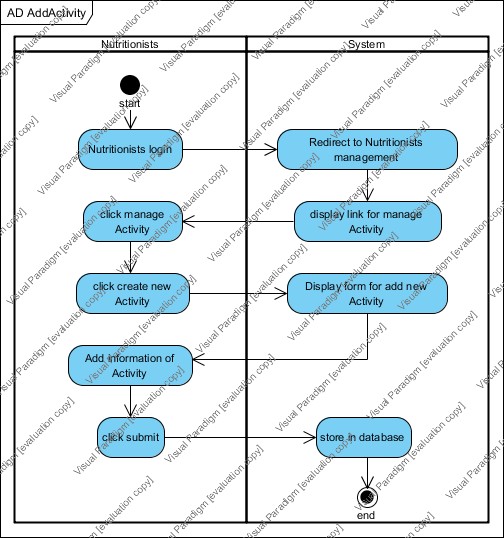 AD AddActivity
Nutritionists
System
start
Nutritionists login
Redirect to Nutritionists
management
click manage
Activity
display link for manage
Activity
click create new
Activity
Display form for add new
Activity
Add information of
Activity
click submit
store in database
end
Visual Paradigm [evaluation copy]